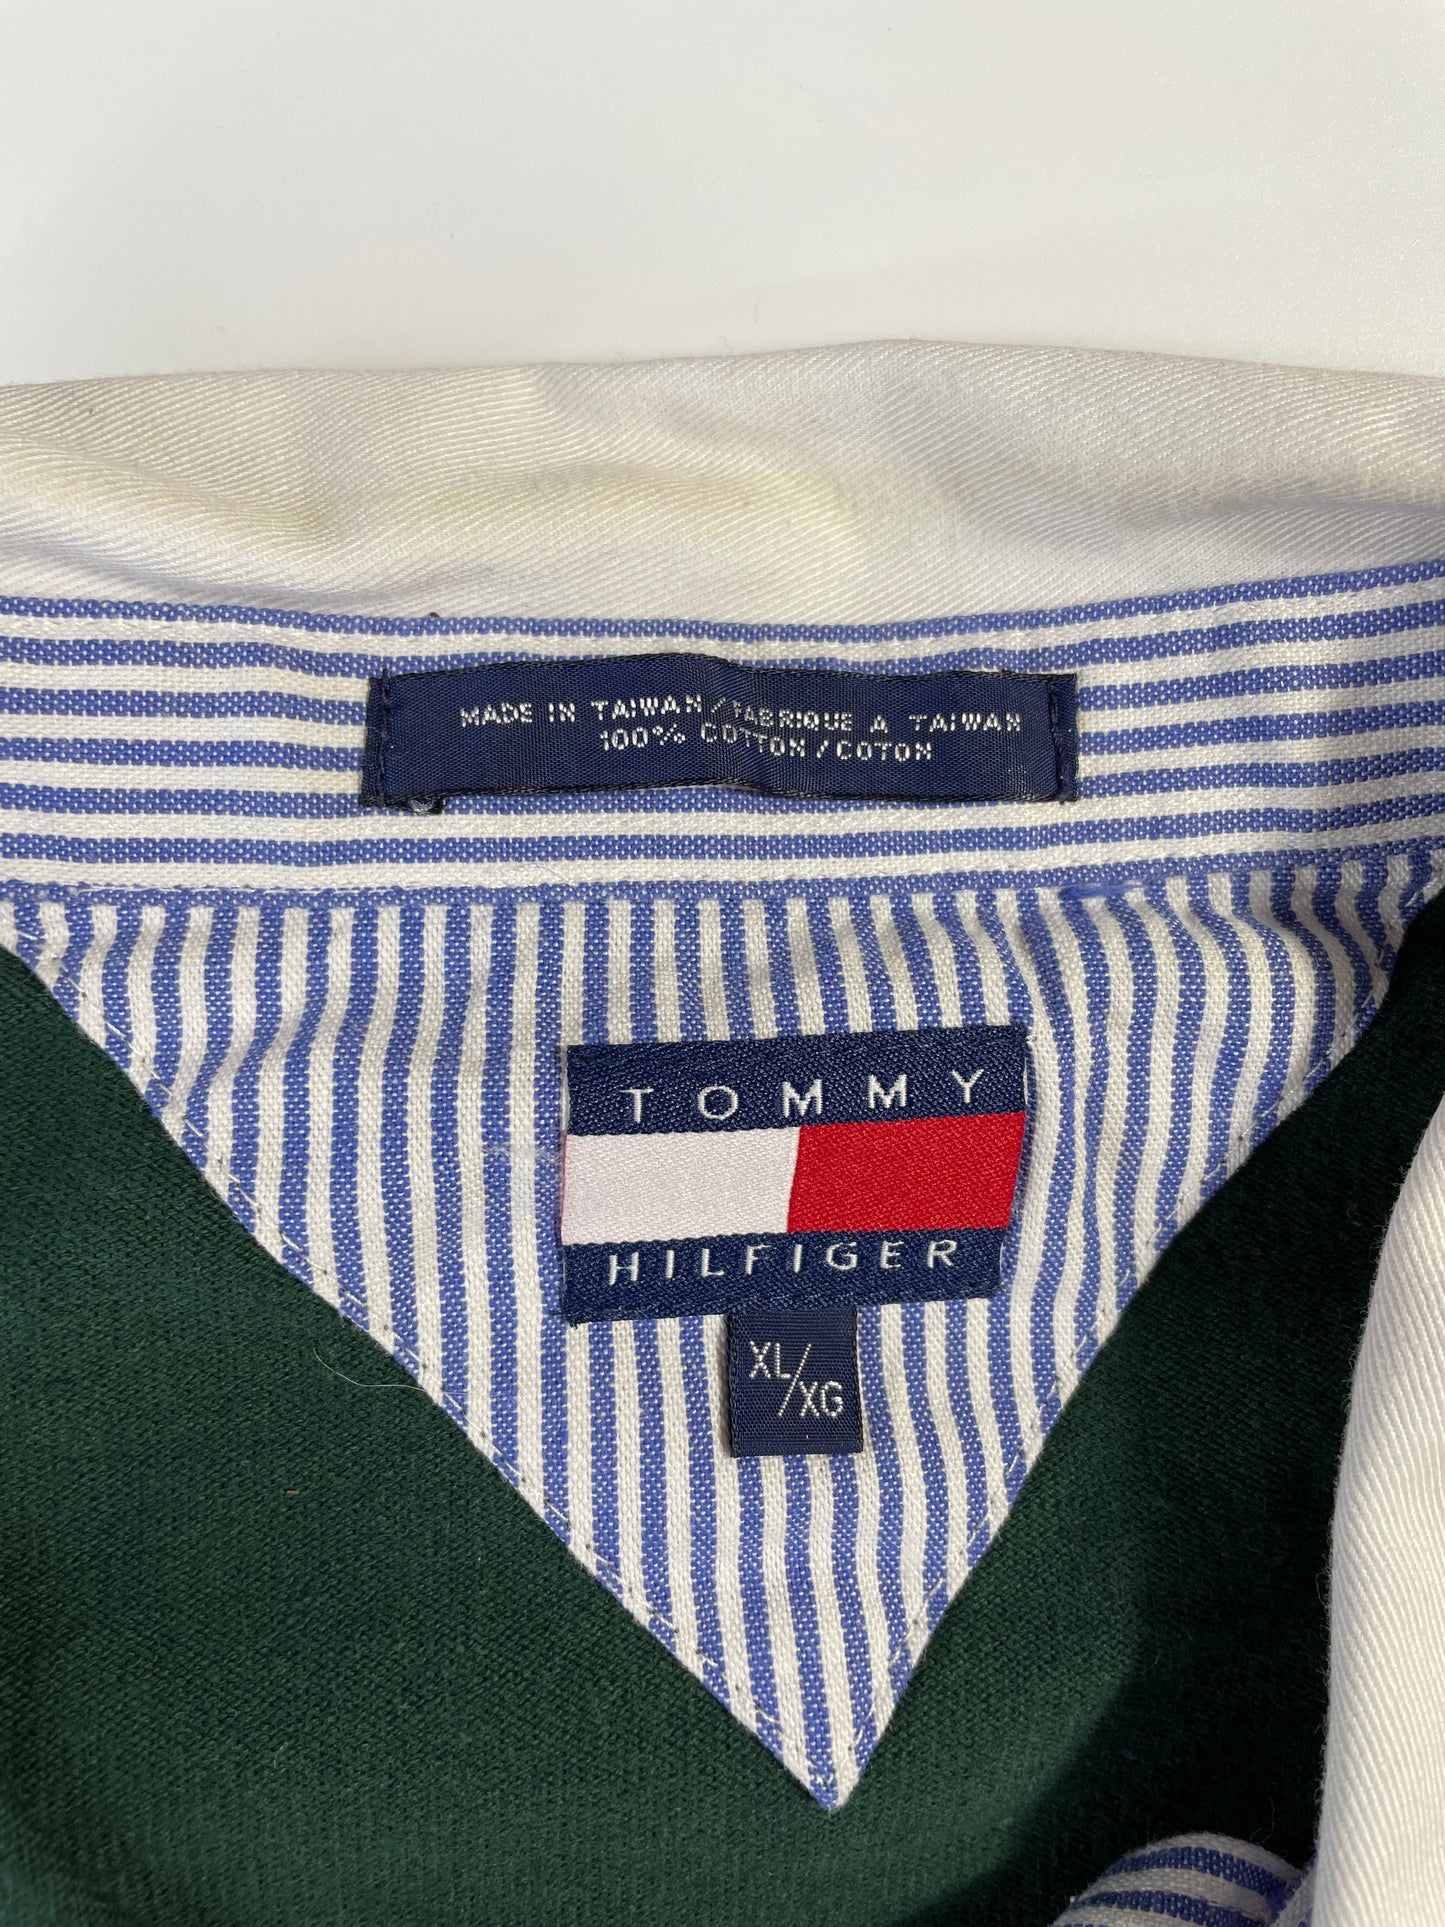 MADE IN TAIWAN / FABRIQUE A TAIWAN
100% COTTON / COTON
TOMMY
HILFIGER
XL/
XG